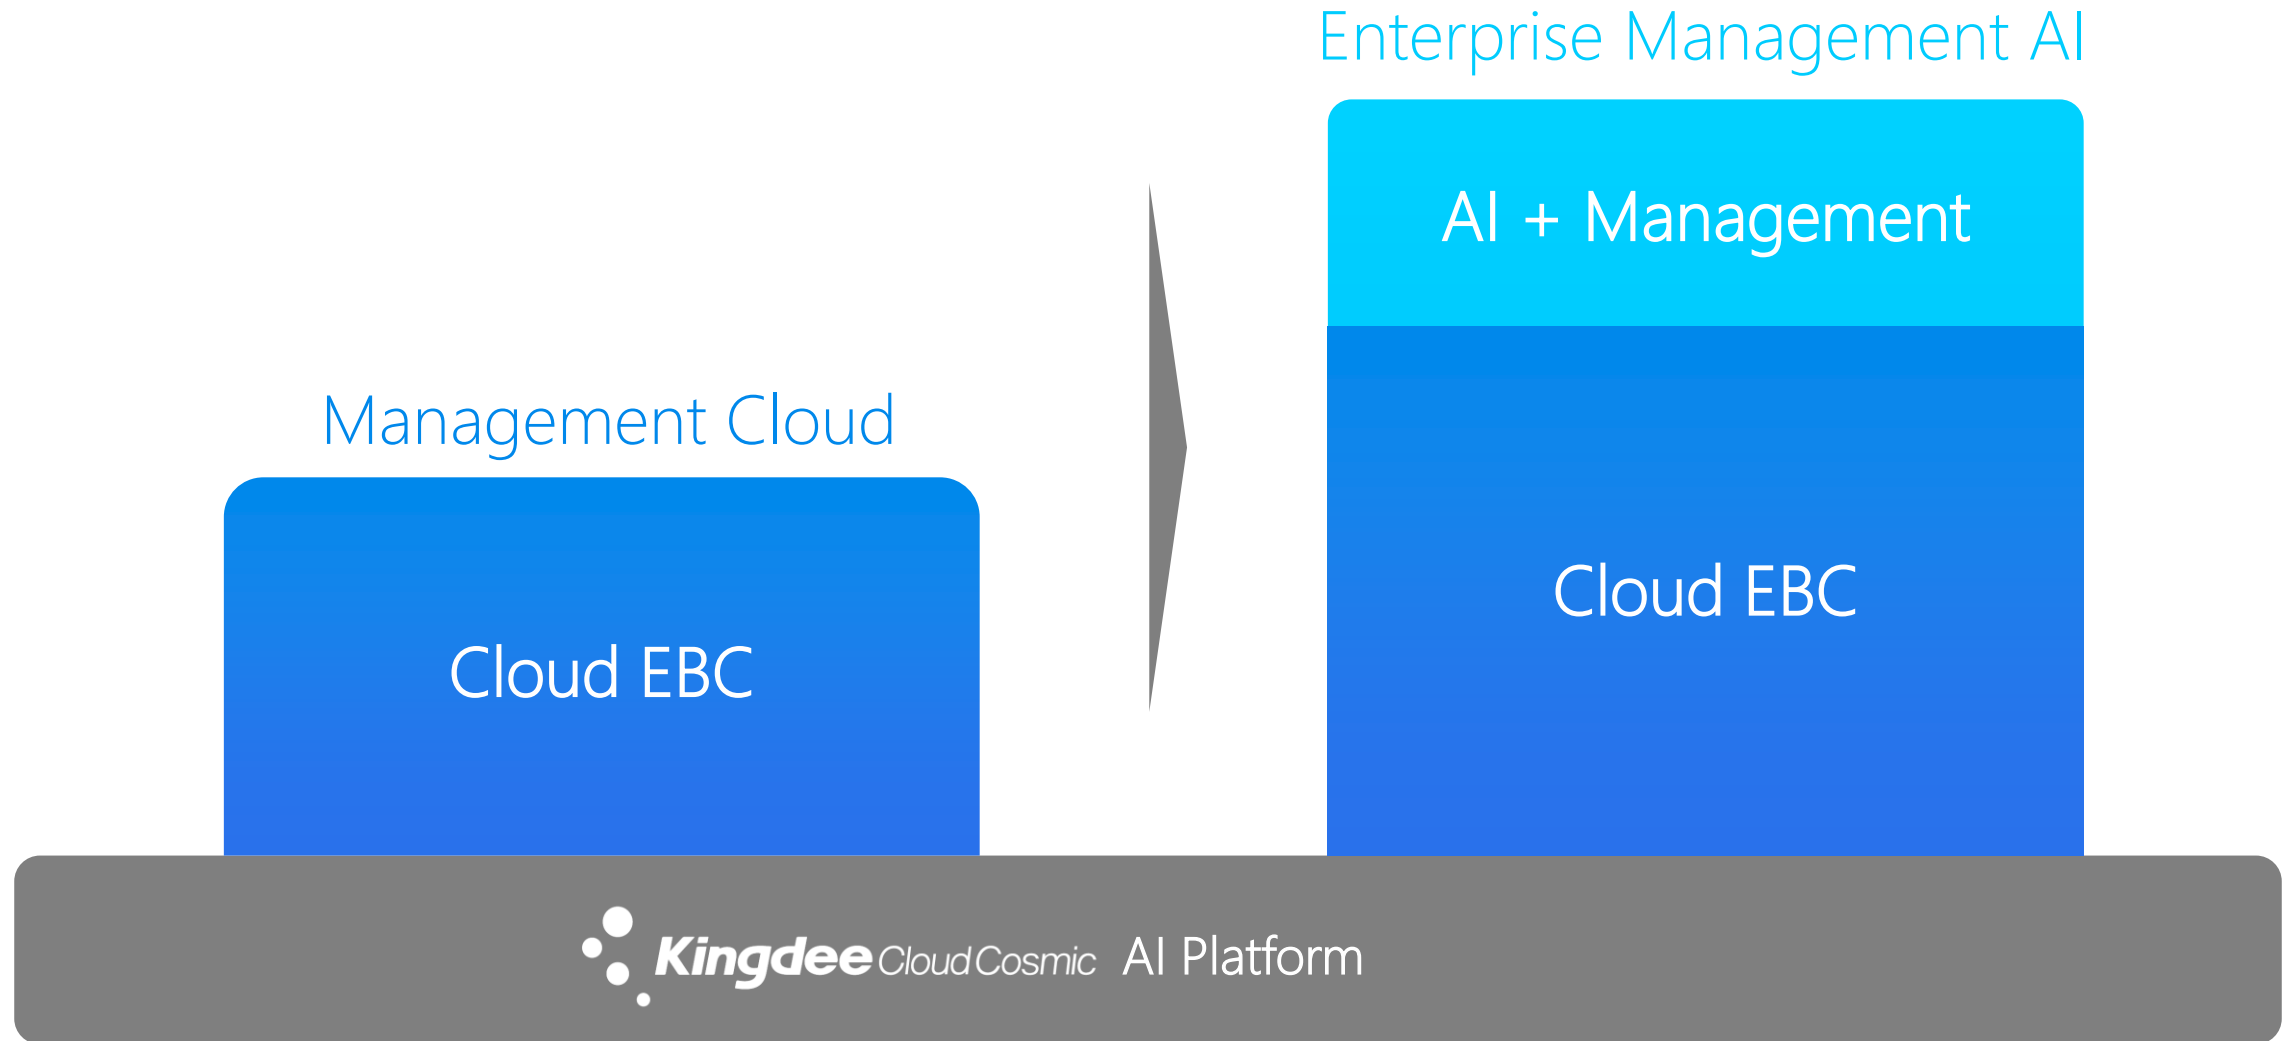 Enterprise Management AI
AI + Management
Management Cloud
Cloud EBC
Cloud EBC
Kingdee Cloud Cosmic AI Platform